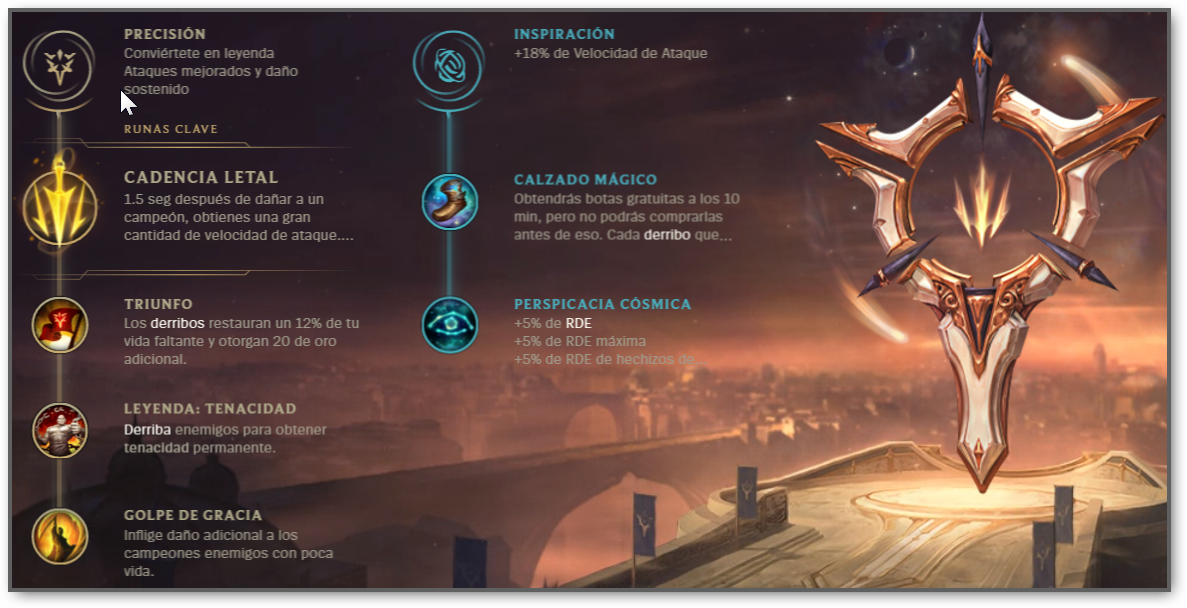 PRECISIÓN
Conviértete en leyenda
Ataques mejorados y daño
sostenido
RUNAS CLAVE
CADENCIA LETAL
1.5 seg después de dañar a un
campeón, obtienes una gran
cantidad de velocidad de ataque....
TRIUNFO
Los derribos restauran un 12% de tu
vida faltante y otorgan 20 de oro
adicional.
LEYENDA: TENACIDAD
Derriba enemigos para obtener
tenacidad permanente.
GOLPE DE GRACIA
Inflige daño adicional a los
campeones enemigos con poca
vida.
INSPIRACIÓN
+18% de Velocidad de Ataque
CALZADO MÁGICO
Obtendrás botas gratuitas a los 10
min, pero no podrás comprarlas
antes de eso. Cada derribo que...
PERSPICACIA CÓSMICA
+5% de RDE
+5% de RDE máxima
+5% de RDE de hechizos de...